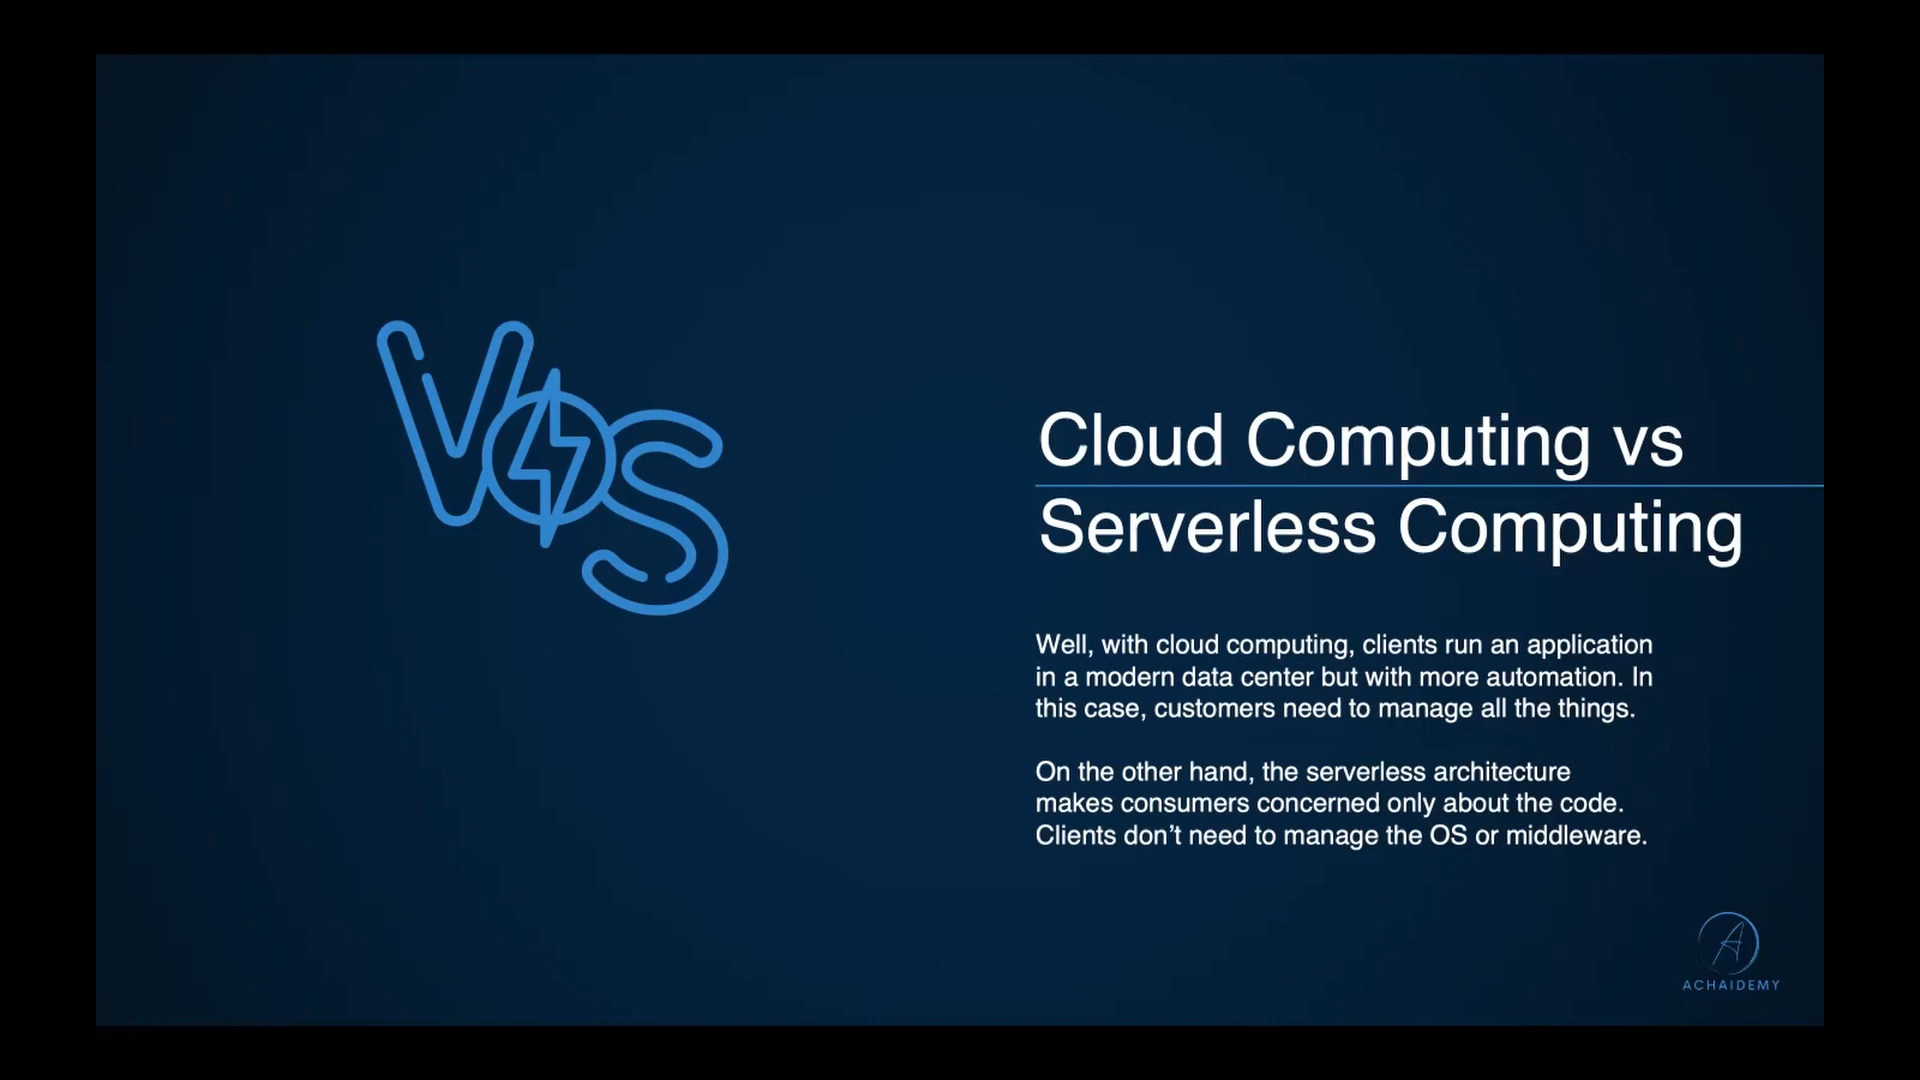 VS
Cloud Computing vs
Serverless Computing
Well, with cloud computing, clients run an application
in a modern data center but with more automation. In
this case, customers need to manage all the things.
On the other hand, the serverless architecture
makes consumers concerned only about the code.
Clients don’t need to manage the OS or middleware.
A
ACHAIDEMY